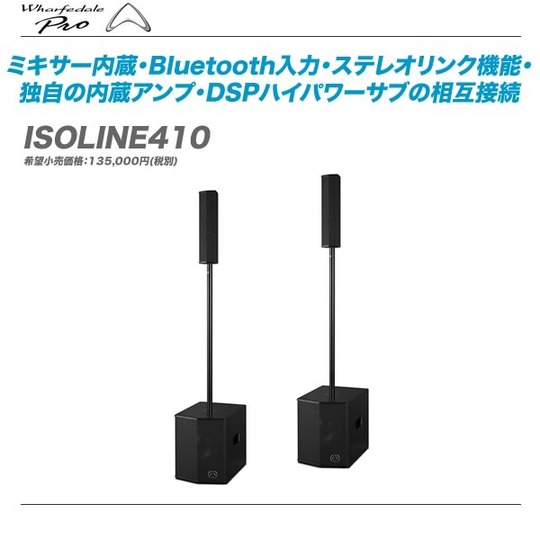 Wharfedale
Pro
ミキサー内蔵・Bluetooth入力・ステレオリンク機能・
独自の内蔵アンプ・DSPハイパワーサブの相互接続
ISOLINE410
希望小売価格：135,000円(税別)